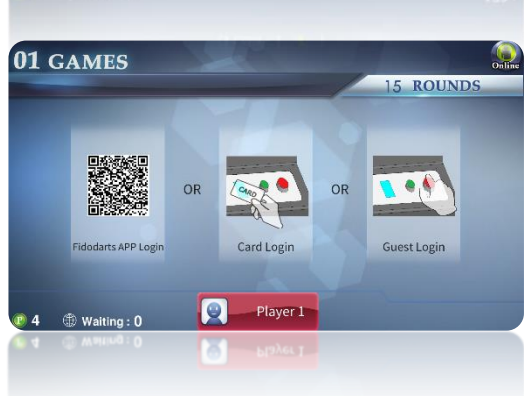 01 GAMES
Online
15 ROUNDS
OR
CARD
OR
Fidodarts APP Login
Card Login
Guest Login
P 4
Waiting : 0
Player 1